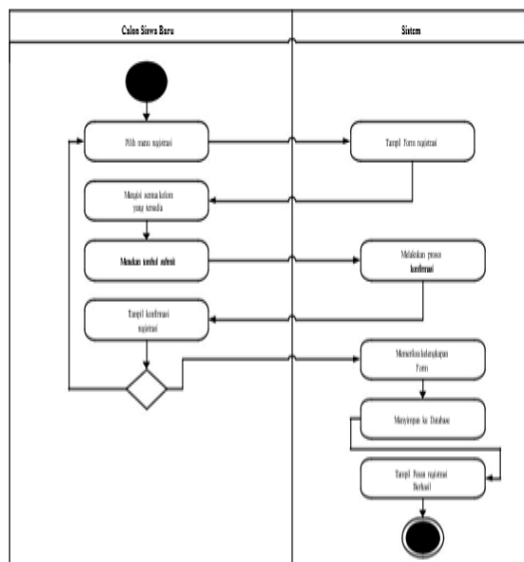 Calon Siswa Baru
Sistem
Pilih menu registrasi
Tampil Form registrasi
Mengisi semua kolom
yang tersedia
Menekan tombol submit
Melakukan proses
konfirmasi
Tampil konfirmasi
registrasi
Memeriksa kelengkapan
Form
Menyimpan ke Database
Tampil Pesan registrasi
Berhasil